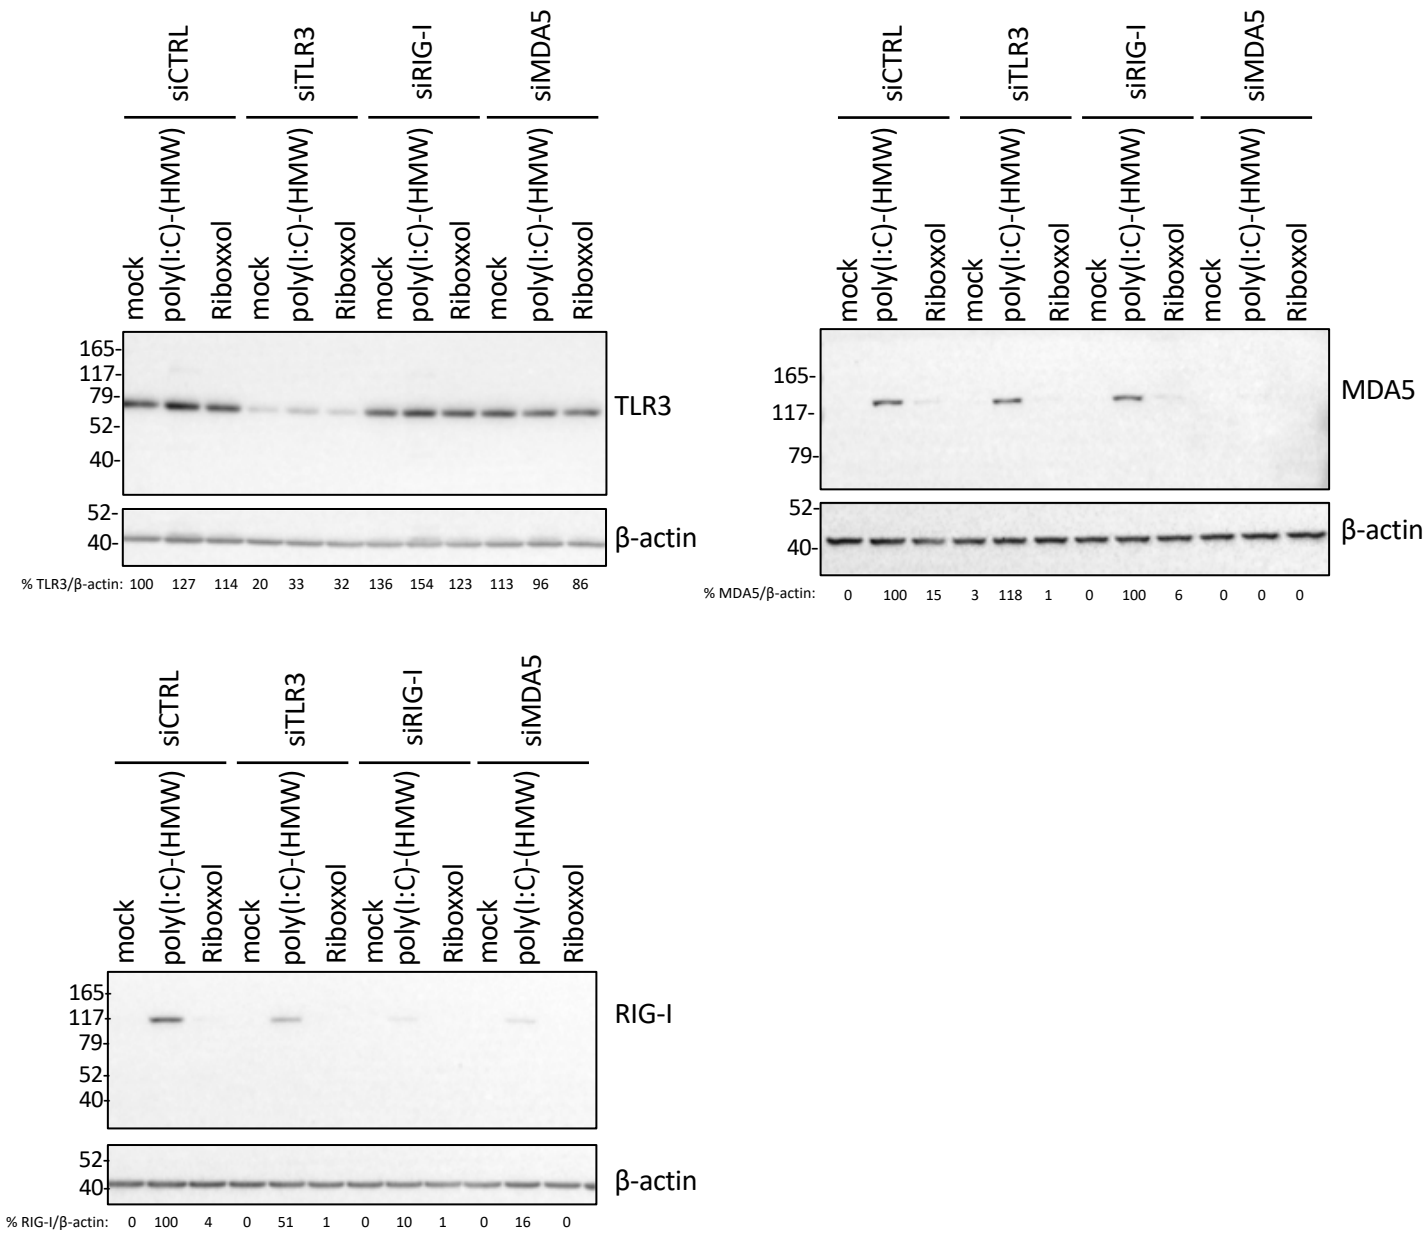 siCTRL siTLR3 siRIG-I siMDA5
mock poly(I:C)-(HMW) Riboxxol mock poly(I:C)-(HMW) Riboxxol mock poly(I:C)-(HMW) Riboxxol mock poly(I:C)-(HMW) Riboxxol
165-
117-
79-
52-
40-
TLR3
52-
40-
β-actin
% TLR3/β-actin: 100 127 114 20 33 32 136 154 123 113 96 86
siCTRL siTLR3 siRIG-I siMDA5
mock poly(I:C)-(HMW) Riboxxol mock poly(I:C)-(HMW) Riboxxol mock poly(I:C)-(HMW) Riboxxol mock poly(I:C)-(HMW) Riboxxol
165-
117-
79-
MDA5
52-
40-
β-actin
% MDA5/β-actin: 0 100 15 3 118 1 0 100 6 0 0 0
siCTRL siTLR3 siRIG-I siMDA5
mock poly(I:C)-(HMW) Riboxxol mock poly(I:C)-(HMW) Riboxxol mock poly(I:C)-(HMW) Riboxxol mock poly(I:C)-(HMW) Riboxxol
165-
117-
79-
52-
40-
RIG-I
52-
40-
β-actin
% RIG-I/β-actin: 0 100 4 0 51 1 0 10 1 0 16 0